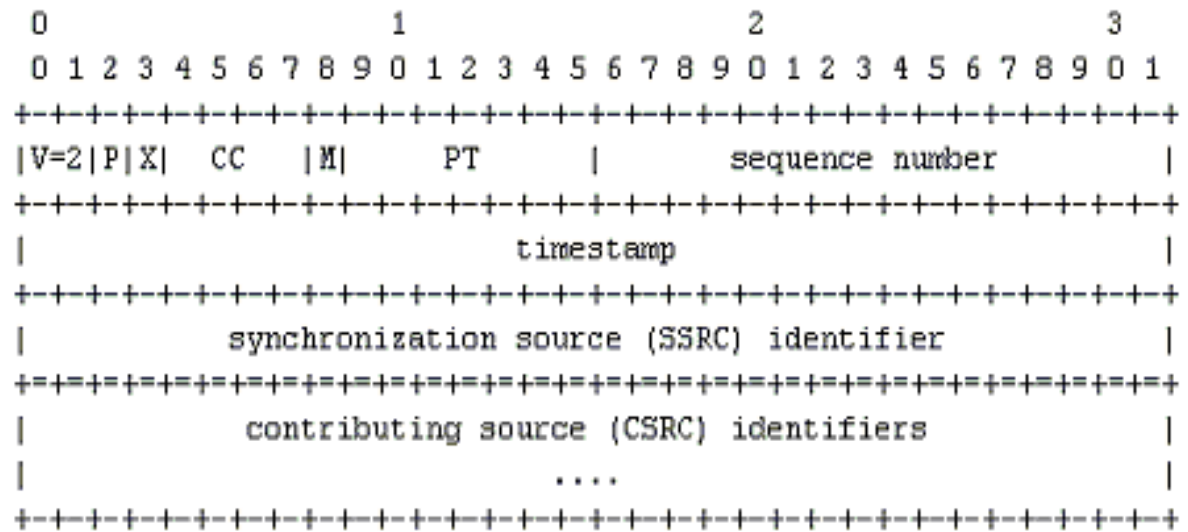 0                   1                   2                   3
0 1 2 3 4 5 6 7 8 9 0 1 2 3 4 5 6 7 8 9 0 1 2 3 4 5 6 7 8 9 0 1
+-+-+-+-+-+-+-+-+-+-+-+-+-+-+-+-+-+-+-+-+-+-+-+-+-+-+-+-+-+-+-+-+
|V=2|P|X|  CC   |M|     PT      |       sequence number         |
+-+-+-+-+-+-+-+-+-+-+-+-+-+-+-+-+-+-+-+-+-+-+-+-+-+-+-+-+-+-+-+-+
|                           timestamp                           |
+-+-+-+-+-+-+-+-+-+-+-+-+-+-+-+-+-+-+-+-+-+-+-+-+-+-+-+-+-+-+-+-+
|           synchronization source (SSRC) identifier            |
+=+=+=+=+=+=+=+=+=+=+=+=+=+=+=+=+=+=+=+=+=+=+=+=+=+=+=+=+=+=+=+=+
|            contributing source (CSRC) identifiers             |
|                             ....                              |
+-+-+-+-+-+-+-+-+-+-+-+-+-+-+-+-+-+-+-+-+-+-+-+-+-+-+-+-+-+-+-+-+